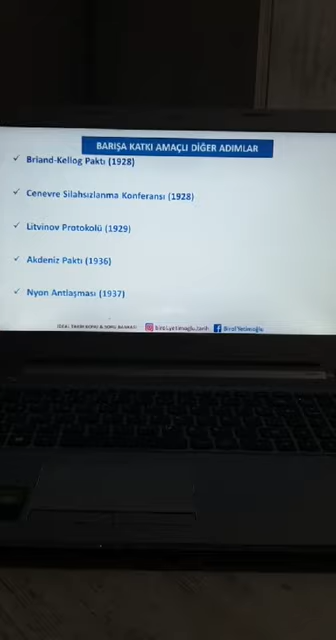 BARIŞA KATKI AMAÇLI DİĞER ADIMLAR
✓ Briand-Kellog Paktı (1928)
✓ Cenevre Silahsızlanma Konferansı (1928)
✓ Litvinov Protokolü (1929)
✓ Akdeniz Paktı (1936)
✓ Nyon Antlaşması (1937)